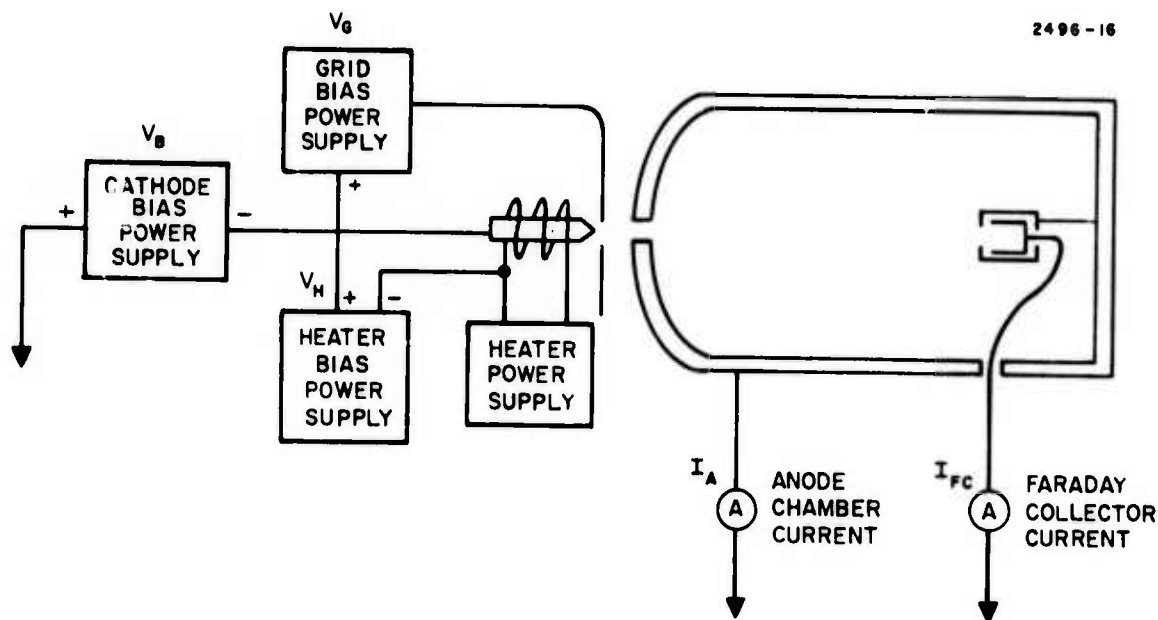 2496-16
V_G
GRID
BIAS
POWER
SUPPLY
+
V_B
CATHODE
BIAS
POWER
SUPPLY
+
-
V_H
+
-
HEATER
BIAS
POWER
SUPPLY
HEATER
POWER
SUPPLY
I_A
A
ANODE
CHAMBER
CURRENT
I_FC
A
FARADAY
COLLECTOR
CURRENT